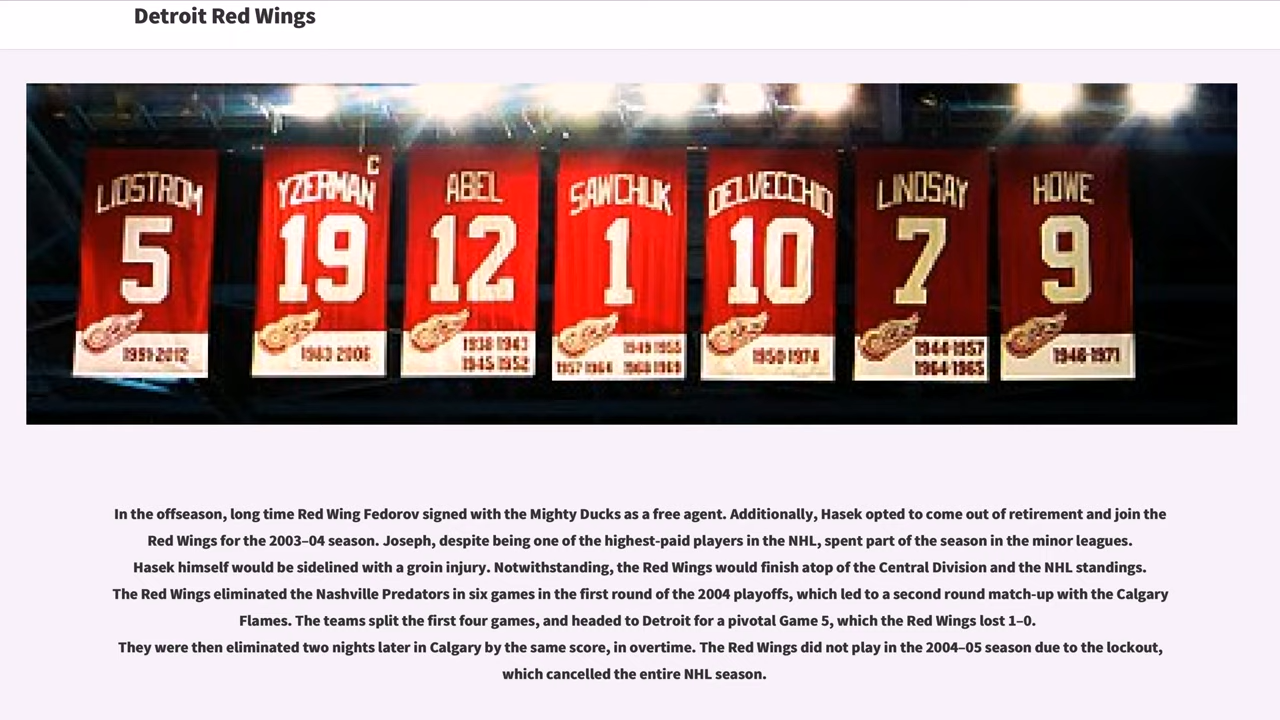 Detroit Red Wings
LIDSTROM
5
1991-2012
C
YZERMAN
19
1983-2006
ABEL
12
1938-1943
1945-1952
SAWCHUK
1
1949-1955
1957-1964 1968-1969
DELVECCHIO
10
1950-1974
LINDSAY
7
1944-1957
1964-1965
HOWE
9
1946-1971
In the offseason, long time Red Wing Fedorov signed with the Mighty Ducks as a free agent. Additionally, Hasek opted to come out of retirement and join the
Red Wings for the 2003–04 season. Joseph, despite being one of the highest-paid players in the NHL, spent part of the season in the minor leagues.
Hasek himself would be sidelined with a groin injury. Notwithstanding, the Red Wings would finish atop of the Central Division and the NHL standings.
The Red Wings eliminated the Nashville Predators in six games in the first round of the 2004 playoffs, which led to a second round match-up with the Calgary
Flames. The teams split the first four games, and headed to Detroit for a pivotal Game 5, which the Red Wings lost 1–0.
They were then eliminated two nights later in Calgary by the same score, in overtime. The Red Wings did not play in the 2004–05 season due to the lockout,
which cancelled the entire NHL season.